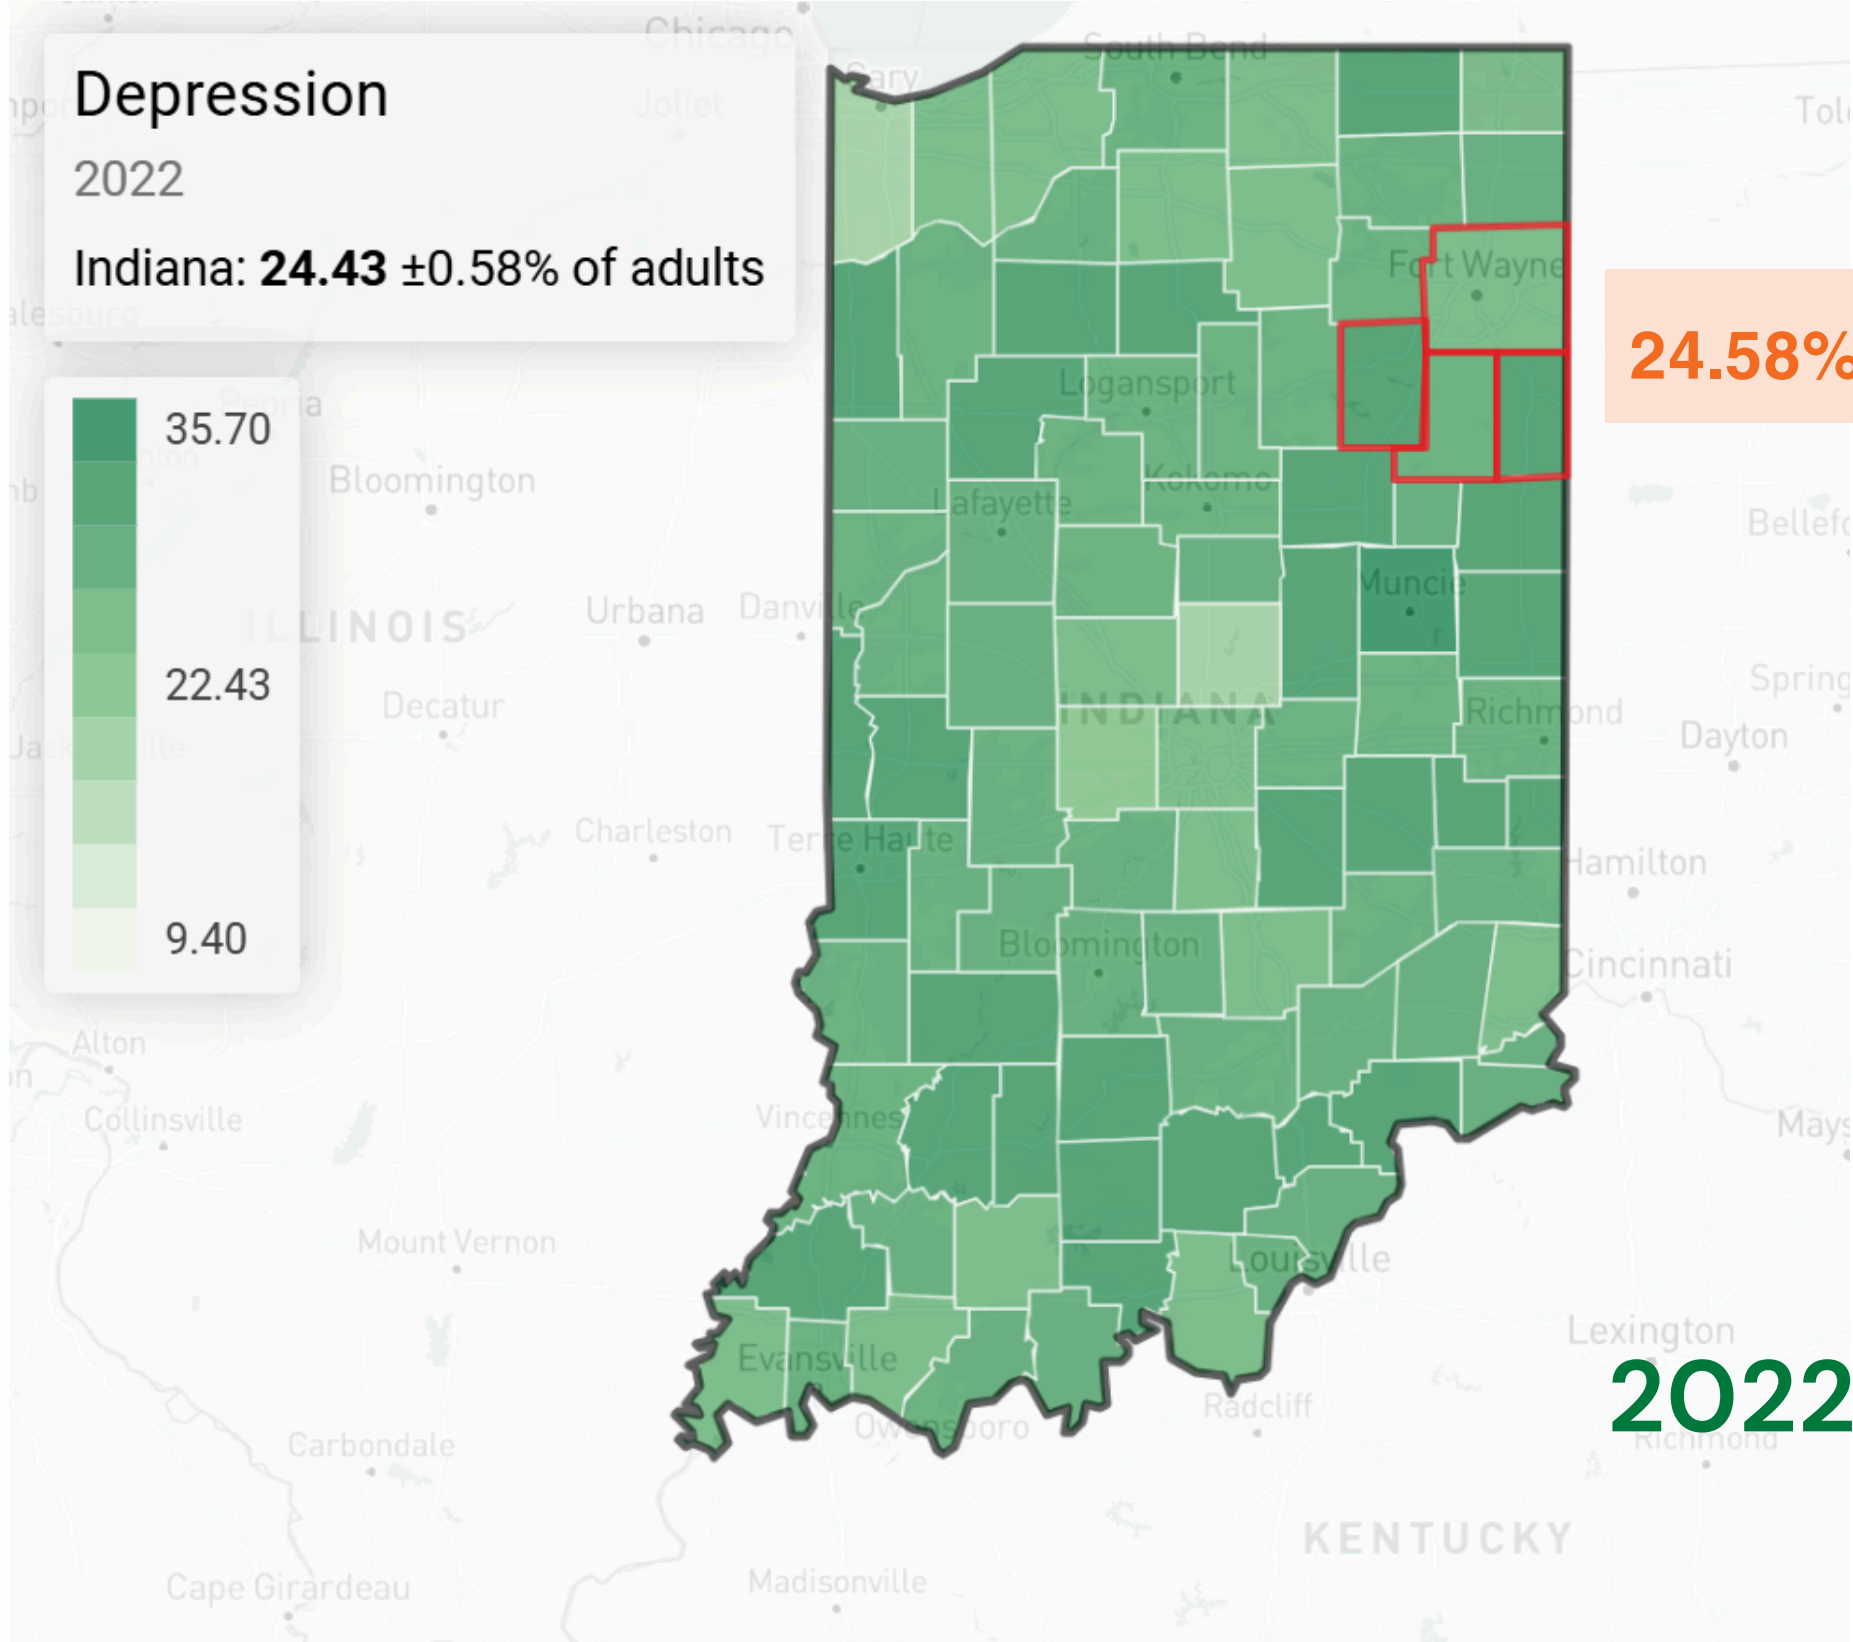 Chicago
South Bend
Gary
Joliet
Depression
2022
Indiana: 24.43 ±0.58% of adults
Fort Wayne
24.58%
35.70
22.43
9.40
Peoria
Logansport
Bloomington
Kokomo
Lafayette
Muncie
Urbana
Danville
ILLINOIS
Decatur
INDIANA
Richmond
Dayton
Charleston
Terre Haute
Hamilton
Bloomington
Cincinnati
Alton
Collinsville
Vincennes
Mount Vernon
Louisville
Lexington
Evansville
2022
Radcliff
Owensboro
Richmond
Carbondale
KENTUCKY
Cape Girardeau
Madisonville